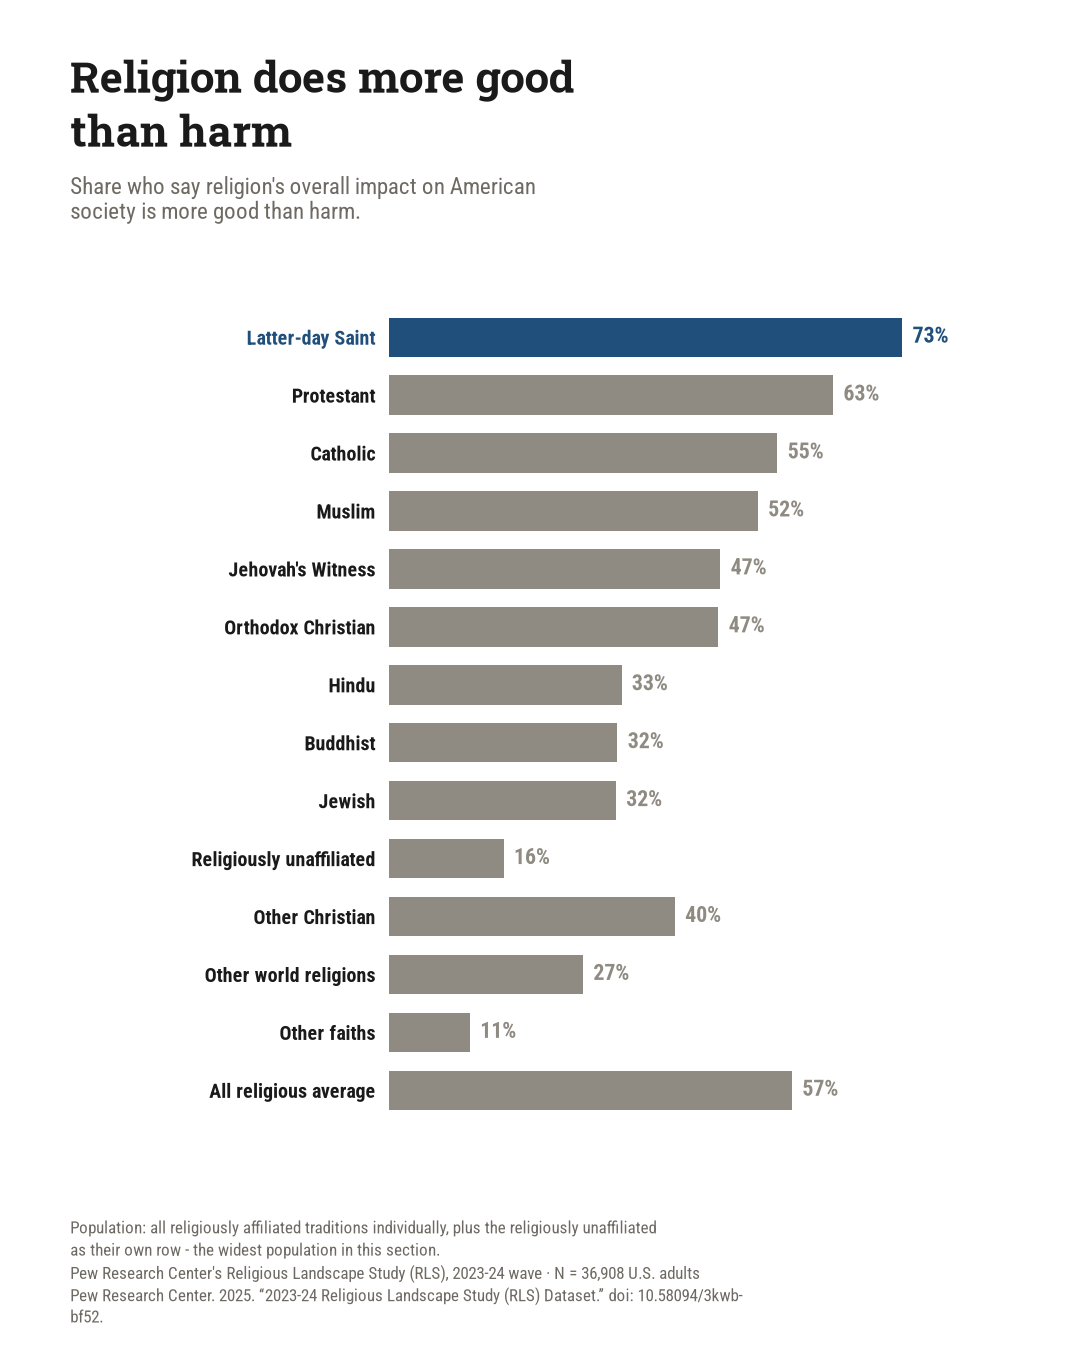 Religion does more good
than harm
Share who say religion's overall impact on American
society is more good than harm.
Latter-day Saint 73%
Protestant 63%
Catholic 55%
Muslim 52%
Jehovah's Witness 47%
Orthodox Christian 47%
Hindu 33%
Buddhist 32%
Jewish 32%
Religiously unaffiliated 16%
Other Christian 40%
Other world religions 27%
Other faiths 11%
All religious average 57%
Population: all religiously affiliated traditions individually, plus the religiously unaffiliated
as their own row - the widest population in this section.
Pew Research Center's Religious Landscape Study (RLS), 2023-24 wave · N = 36,908 U.S. adults
Pew Research Center. 2025. “2023-24 Religious Landscape Study (RLS) Dataset.” doi: 10.58094/3kwb-
bf52.